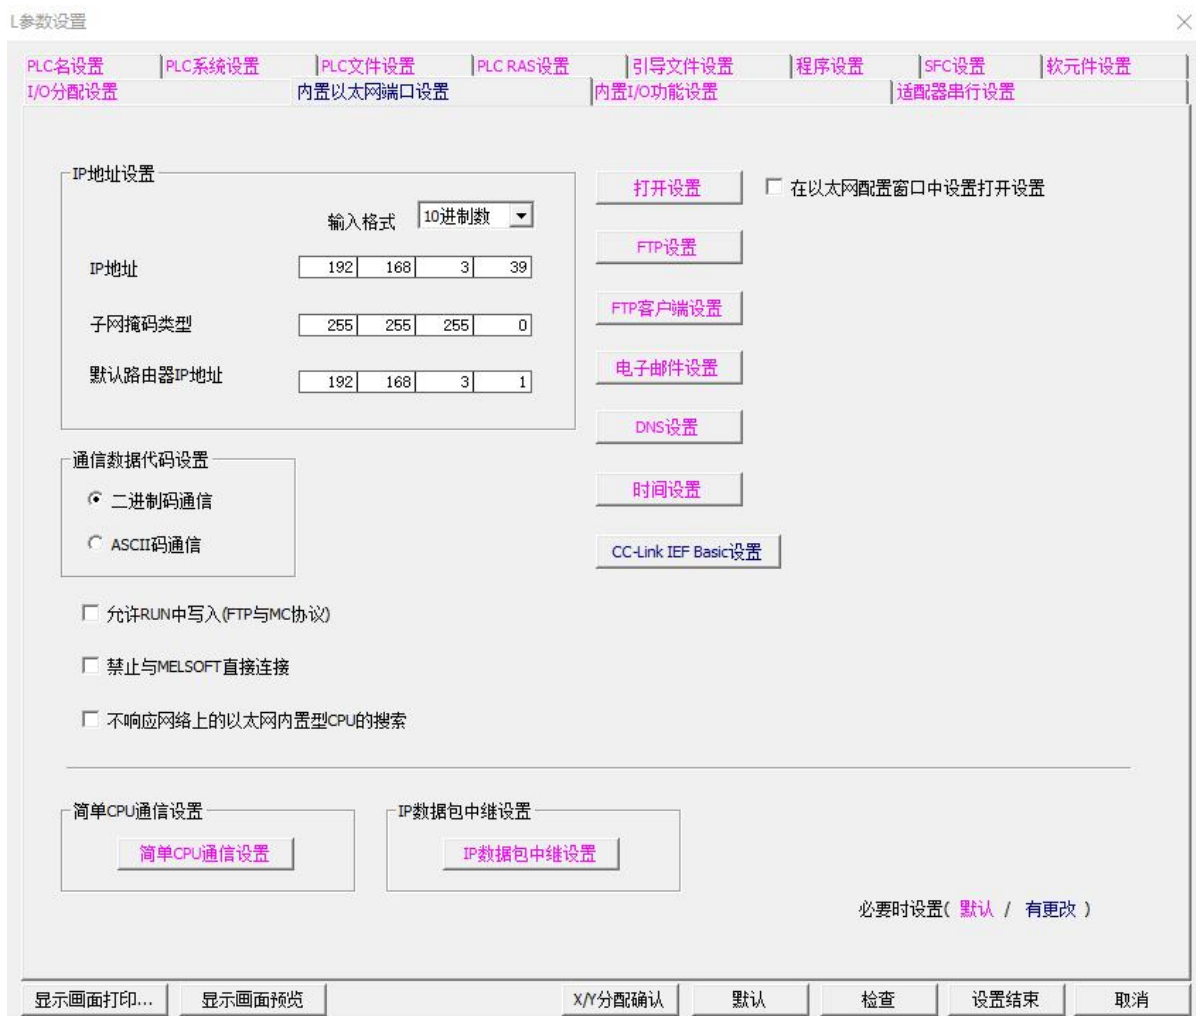 L参数设置
PLC名设置 PLC系统设置 PLC文件设置 PLC RAS设置 引导文件设置 程序设置 SFC设置 软元件设置
I/O分配设置 内置以太网端口设置 内置I/O功能设置 适配器串行设置
IP地址设置
输入格式 10进制数
IP地址 192 168 3 39
子网掩码类型 255 255 255 0
默认路由器IP地址 192 168 3 1
打开设置 在以太网配置窗口中设置打开设置
FTP设置
FTP客户端设置
电子邮件设置
DNS设置
时间设置
CC-Link IEF Basic设置
通信数据代码设置
二进制码通信
ASCII码通信
允许RUN中写入(FTP与MC协议)
禁止与MELSOFT直接连接
不响应网络上的以太网内置型CPU的搜索
简单CPU通信设置
简单CPU通信设置
IP数据包中继设置
IP数据包中继设置
必要时设置( 默认 / 有更改 )
显示画面打印... 显示画面预览 X/Y分配确认 默认 检查 设置结束 取消